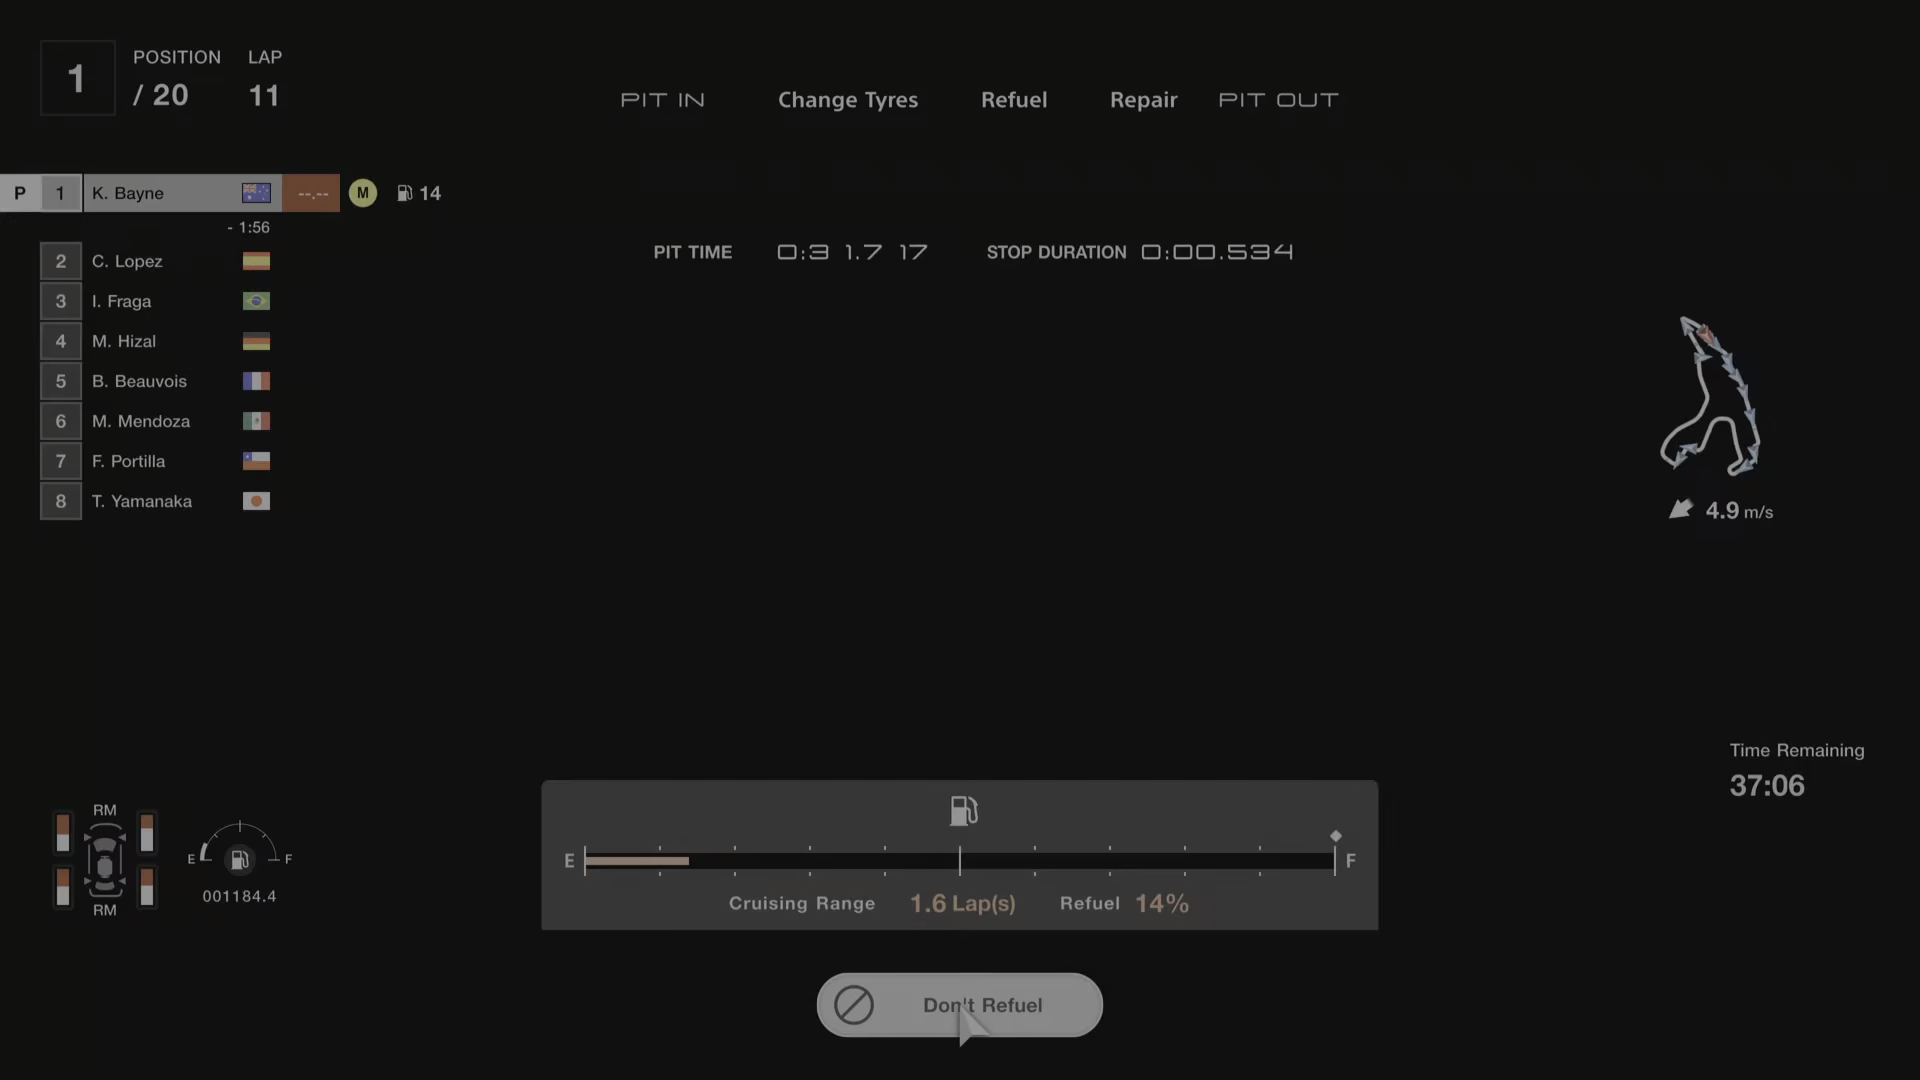 1 POSITION LAP
/ 20 11
PIT IN Change Tyres Refuel Repair PIT OUT
P 1 K. Bayne --.-- M 14
- 1:56
PIT TIME 0:31.717 STOP DURATION 0:00.534
2 C. Lopez
3 I. Fraga
4 M. Hizal
5 B. Beauvois
6 M. Mendoza
7 F. Portilla
8 T. Yamanaka
4.9 m/s
Time Remaining
37:06
RM
E F
001184.4
RM
E F
Cruising Range 1.6 Lap(s) Refuel 14%
Don't Refuel